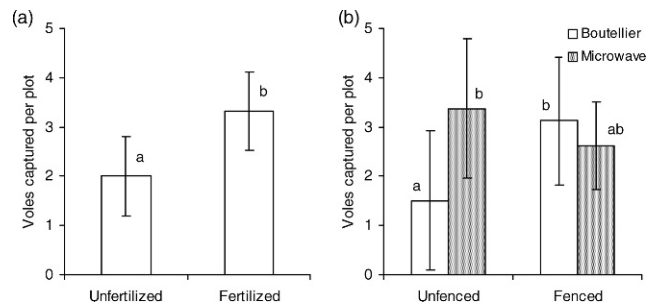 (a)
Voles captured per plot
5
4
3
2
1
0
a
b
Unfertilized
Fertilized
(b)
Voles captured per plot
5
4
3
2
1
0
Boutellier
Microwave
a
b
b
ab
Unfenced
Fenced